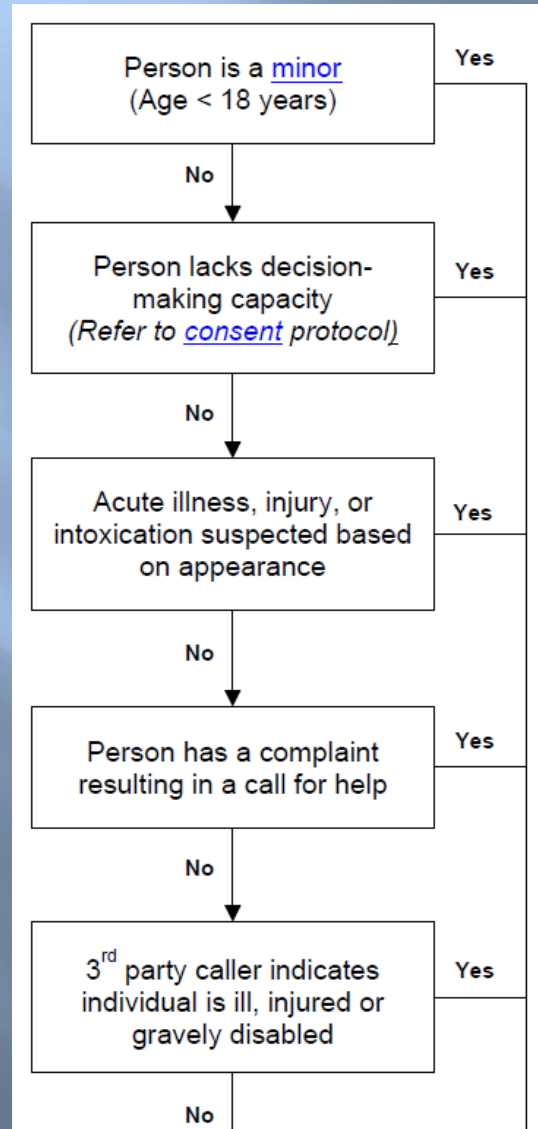 Person is a minor
(Age < 18 years)
Yes
No
Person lacks decision-
making capacity
(Refer to consent protocol)
Yes
No
Acute illness, injury, or
intoxication suspected based
on appearance
Yes
No
Person has a complaint
resulting in a call for help
Yes
No
3rd party caller indicates
individual is ill, injured or
gravely disabled
Yes
No